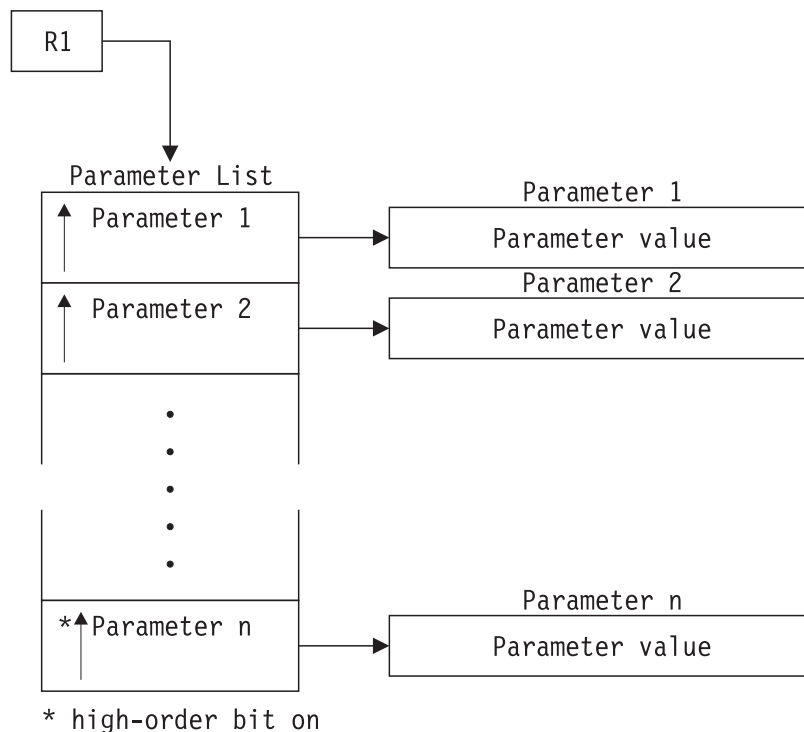 R1
Parameter List
Parameter 1
Parameter 1
Parameter value
Parameter 2
Parameter 2
Parameter value
* Parameter n
Parameter n
Parameter value
* high-order bit on